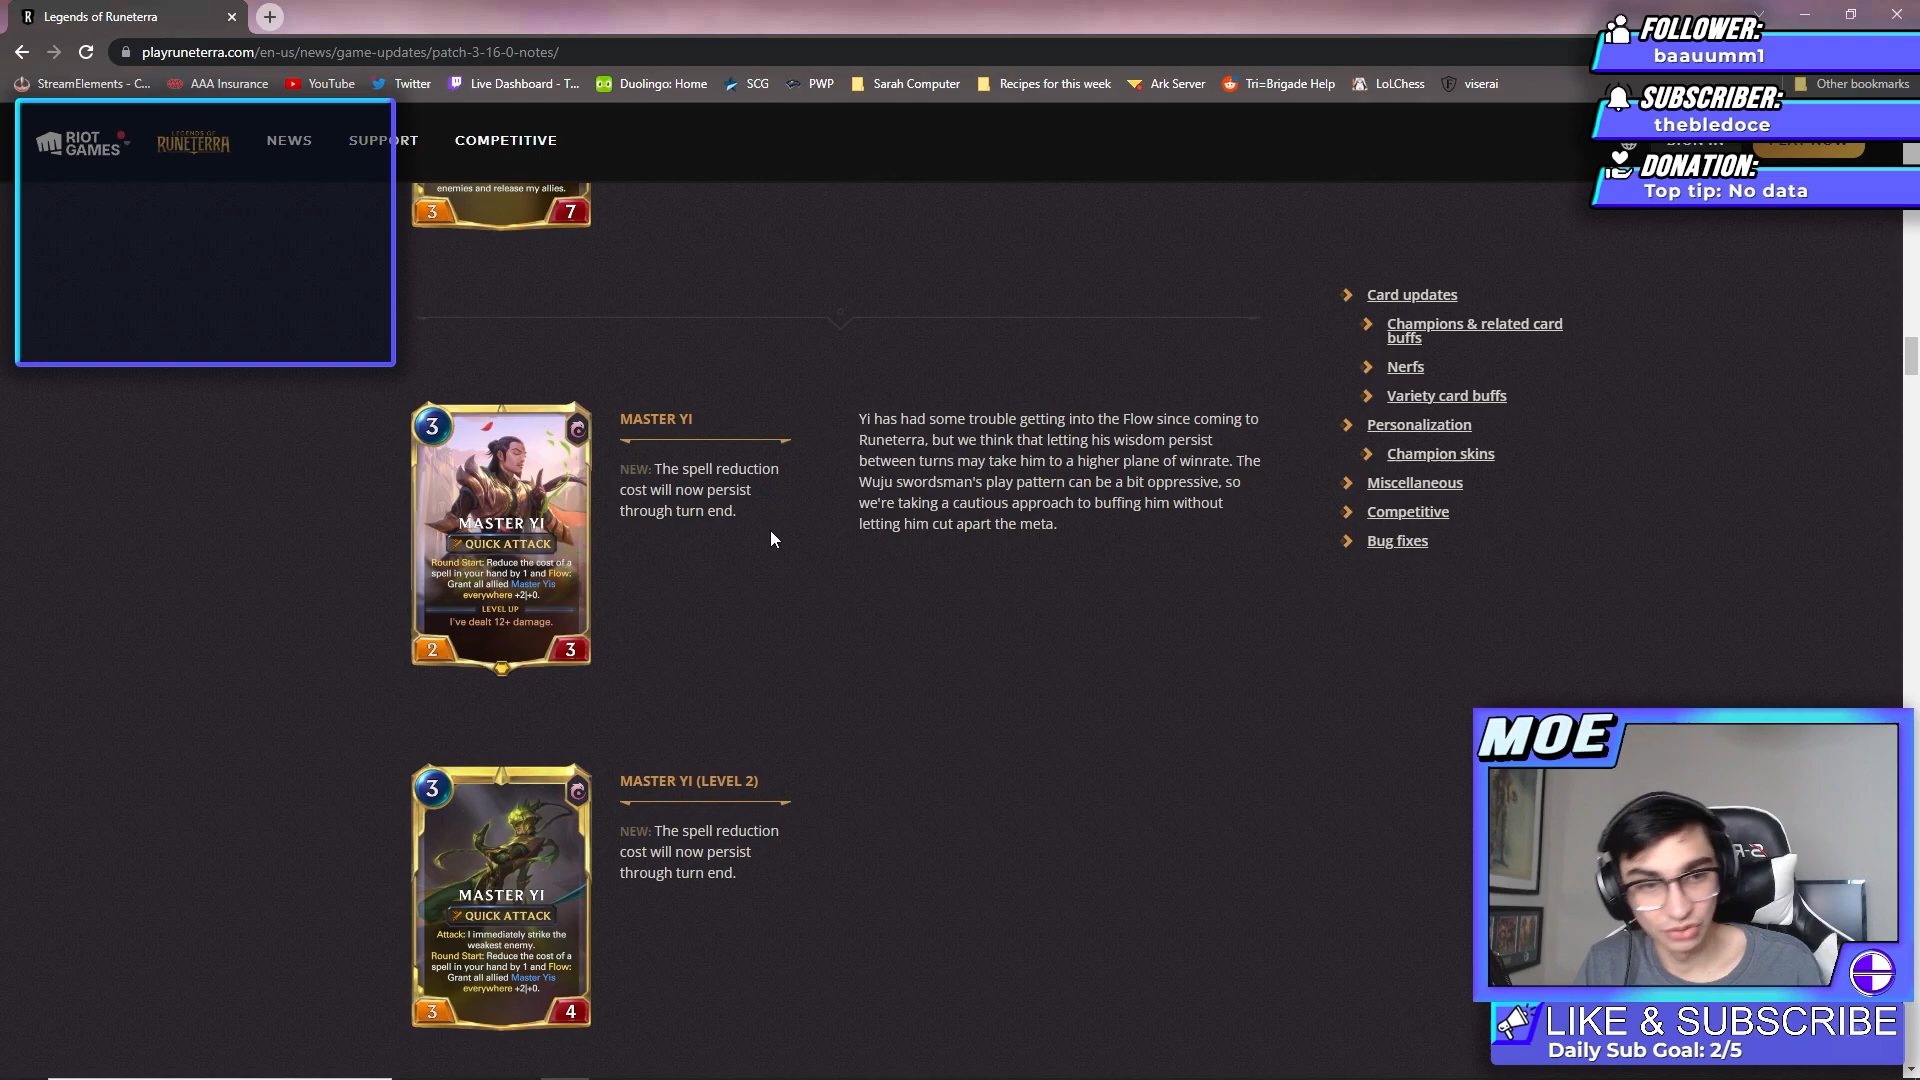 Legends of Runeterra
playruneterra.com/en-us/news/game-updates/patch-3-16-0-notes/
StreamElements - C...
AAA Insurance
YouTube
Twitter
Live Dashboard - T...
Duolingo: Home
SCG
PWP
Sarah Computer
Recipes for this week
Ark Server
Tri=Brigade Help
LoLChess
viserai
Other bookmarks
FOLLOWER:
baauumm1
SUBSCRIBER:
thebledoce
DONATION:
Top tip: No data
RIOT GAMES
LEGENDS OF
RUNETERRA
NEWS
SUPPORT
COMPETITIVE
enemies and release my allies.
3
7
Card updates
Champions & related card
buffs
Nerfs
Variety card buffs
Personalization
Champion skins
Miscellaneous
Competitive
Bug fixes
3
MASTER YI
QUICK ATTACK
Round Start: Reduce the cost of a
spell in your hand by 1 and Flow:
Grant all allied Master Yis
everywhere +2|+0.
LEVEL UP
I've dealt 12+ damage.
2
3
MASTER YI
NEW: The spell reduction
cost will now persist
through turn end.
Yi has had some trouble getting into the Flow since coming to
Runeterra, but we think that letting his wisdom persist
between turns may take him to a higher plane of winrate. The
Wuju swordsman's play pattern can be a bit oppressive, so
we're taking a cautious approach to buffing him without
letting him cut apart the meta.
3
MASTER YI
QUICK ATTACK
Attack: I immediately strike the
weakest enemy.
Round Start: Reduce the cost of a
spell in your hand by 1 and Flow:
Grant all allied Master Yis
everywhere +2|+0.
3
4
MASTER YI (LEVEL 2)
NEW: The spell reduction
cost will now persist
through turn end.
MOE
LIKE & SUBSCRIBE
Daily Sub Goal: 2/5